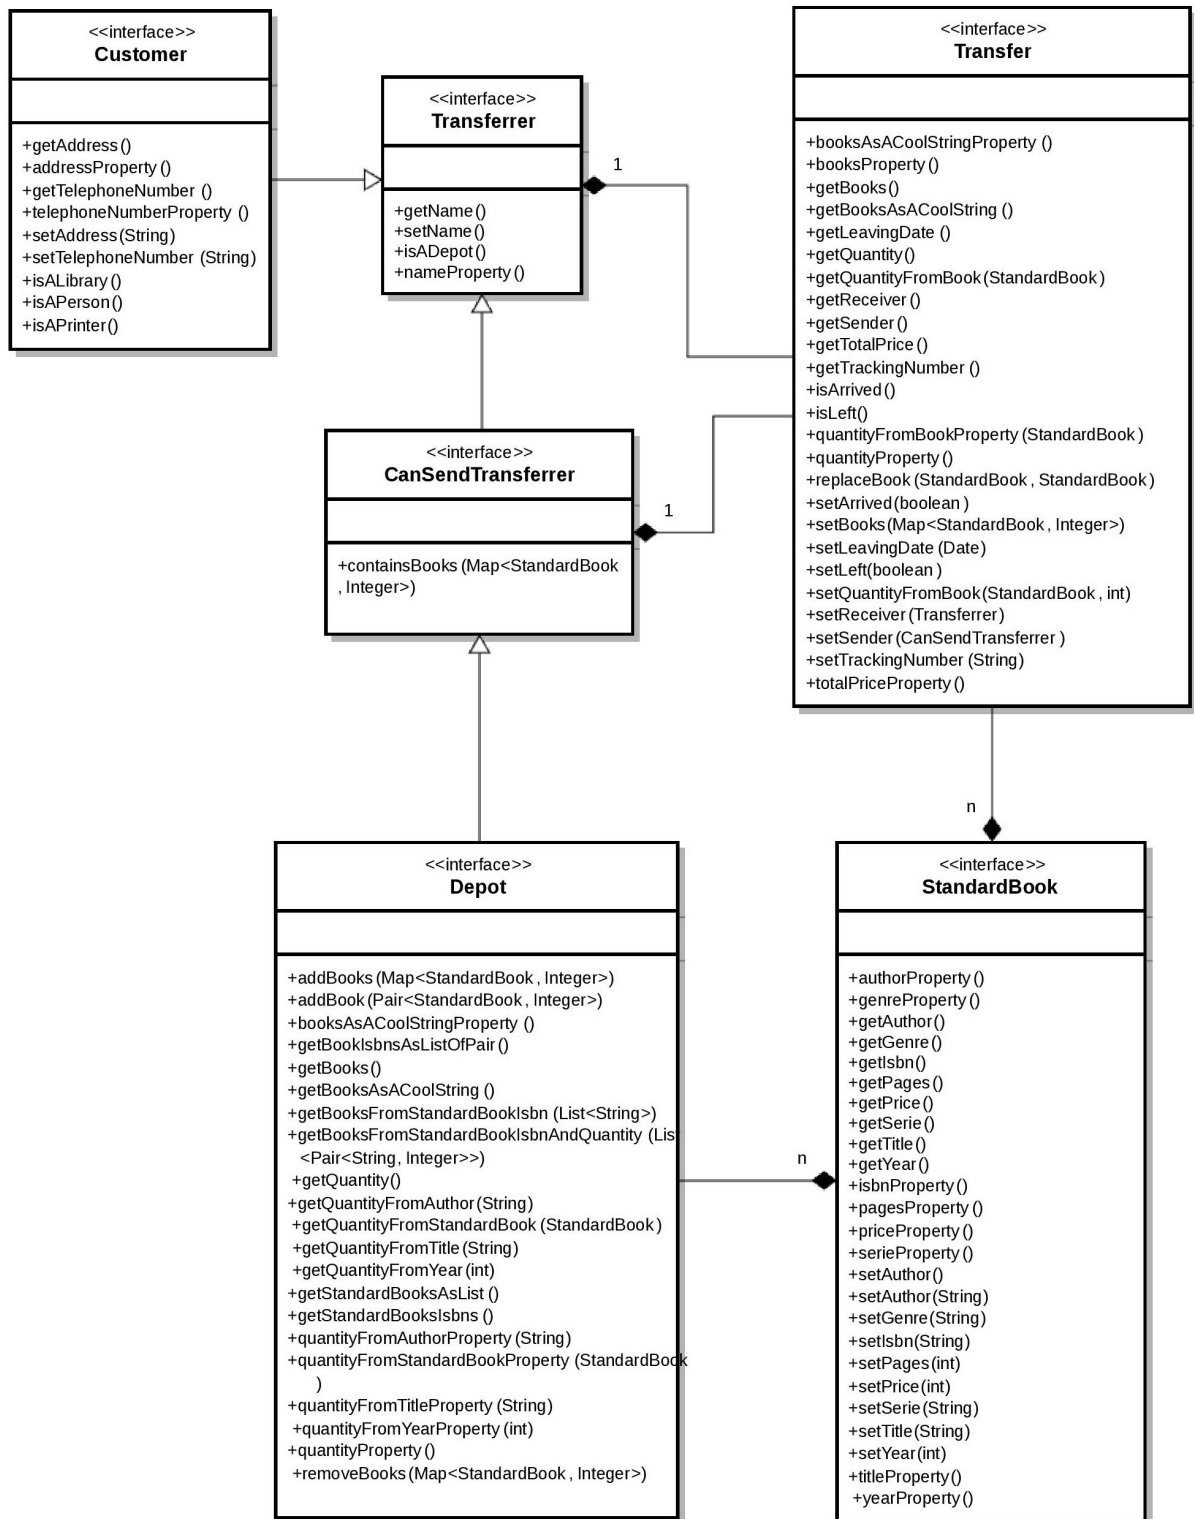 <<interface>>
Customer
+getAddress()
+addressProperty()
+getTelephoneNumber ()
+telephoneNumberProperty ()
+setAddress(String)
+setTelephoneNumber (String)
+isALibrary()
+isAPerson()
+isAPrinter()
<<interface>>
Transferrer
+getName()
+setName()
+isADepot()
+nameProperty()
1
<<interface>>
Transfer
+booksAsACoolStringProperty ()
+booksProperty()
+getBooks()
+getBooksAsACoolString ()
+getLeavingDate ()
+getQuantity()
+getQuantityFromBook(StandardBook)
+getReceiver()
+getSender()
+getTotalPrice()
+getTrackingNumber ()
+isArrived()
+isLeft()
+quantityFromBookProperty(StandardBook)
+quantityProperty()
+replaceBook(StandardBook, StandardBook)
+setArrived(boolean)
+setBooks(Map<StandardBook, Integer>)
+setLeavingDate (Date)
+setLeft(boolean)
+setQuantityFromBook(StandardBook, int)
+setReceiver(Transferrer)
+setSender(CanSendTransferrer)
+setTrackingNumber (String)
+totalPriceProperty()
<<interface>>
CanSendTransferrer
+containsBooks(Map<StandardBook
, Integer>)
1
n
<<interface>>
Depot
+addBooks(Map<StandardBook, Integer>)
+addBook(Pair<StandardBook, Integer>)
+booksAsACoolStringProperty ()
+getBookIsbnsAsListOfPair()
+getBooks()
+getBooksAsACoolString ()
+getBooksFromStandardBookIsbn (List<String>)
+getBooksFromStandardBookIsbnAndQuantity (Lis
<Pair<String, Integer>>)
+getQuantity()
+getQuantityFromAuthor(String)
+getQuantityFromStandardBook(StandardBook)
+getQuantityFromTitle(String)
+getQuantityFromYear(int)
+getStandardBooksAsList ()
+getStandardBooksIsbns ()
+quantityFromAuthorProperty(String)
+quantityFromStandardBookProperty (StandardBook
)
+quantityFromTitleProperty(String)
+quantityFromYearProperty(int)
+quantityProperty()
+removeBooks(Map<StandardBook, Integer>)
n
<<interface>>
StandardBook
+authorProperty()
+genreProperty()
+getAuthor()
+getGenre()
+getIsbn()
+getPages()
+getPrice()
+getSerie()
+getTitle()
+getYear()
+isbnProperty()
+pagesProperty()
+priceProperty()
+serieProperty()
+setAuthor()
+setAuthor(String)
+setGenre(String)
+setIsbn(String)
+setPages(int)
+setPrice(int)
+setSerie(String)
+setTitle(String)
+setYear(int)
+titleProperty()
+yearProperty()